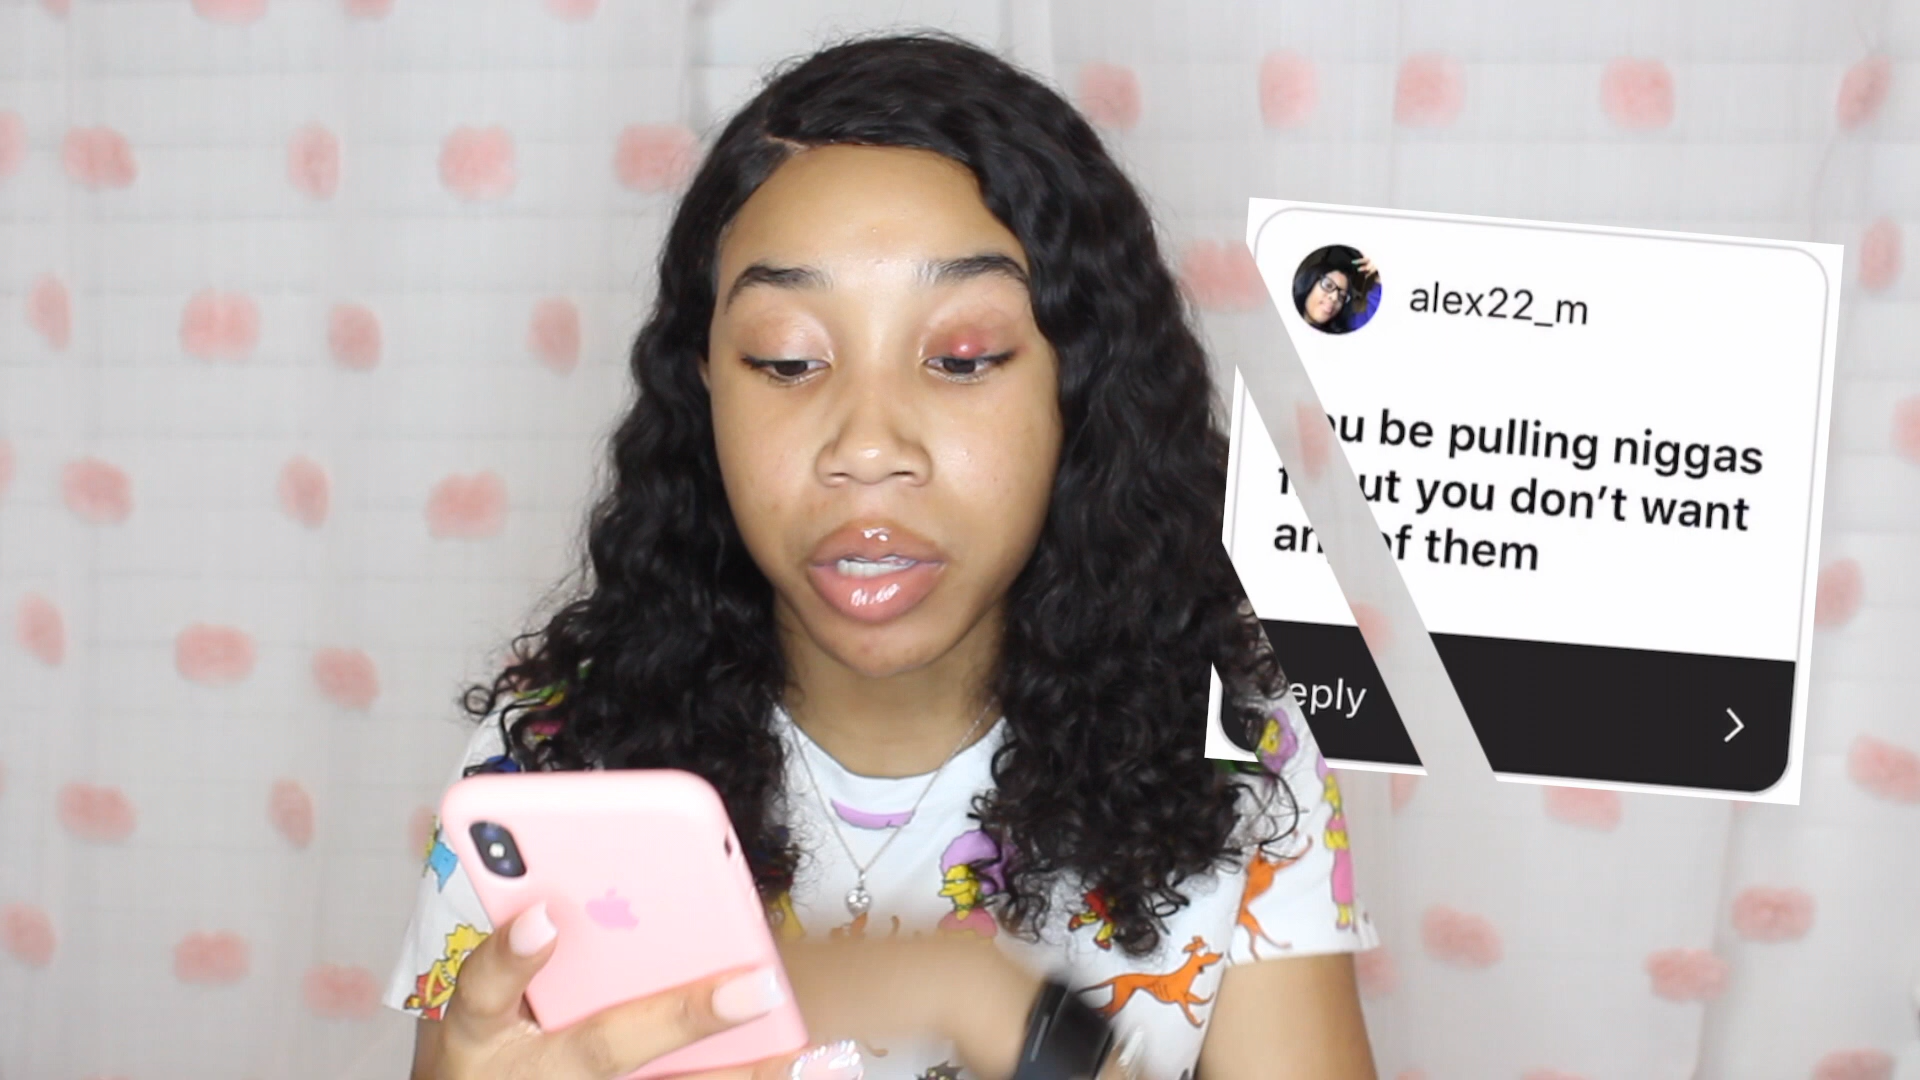 alex22_m
be pulling niggas
you don't want
them